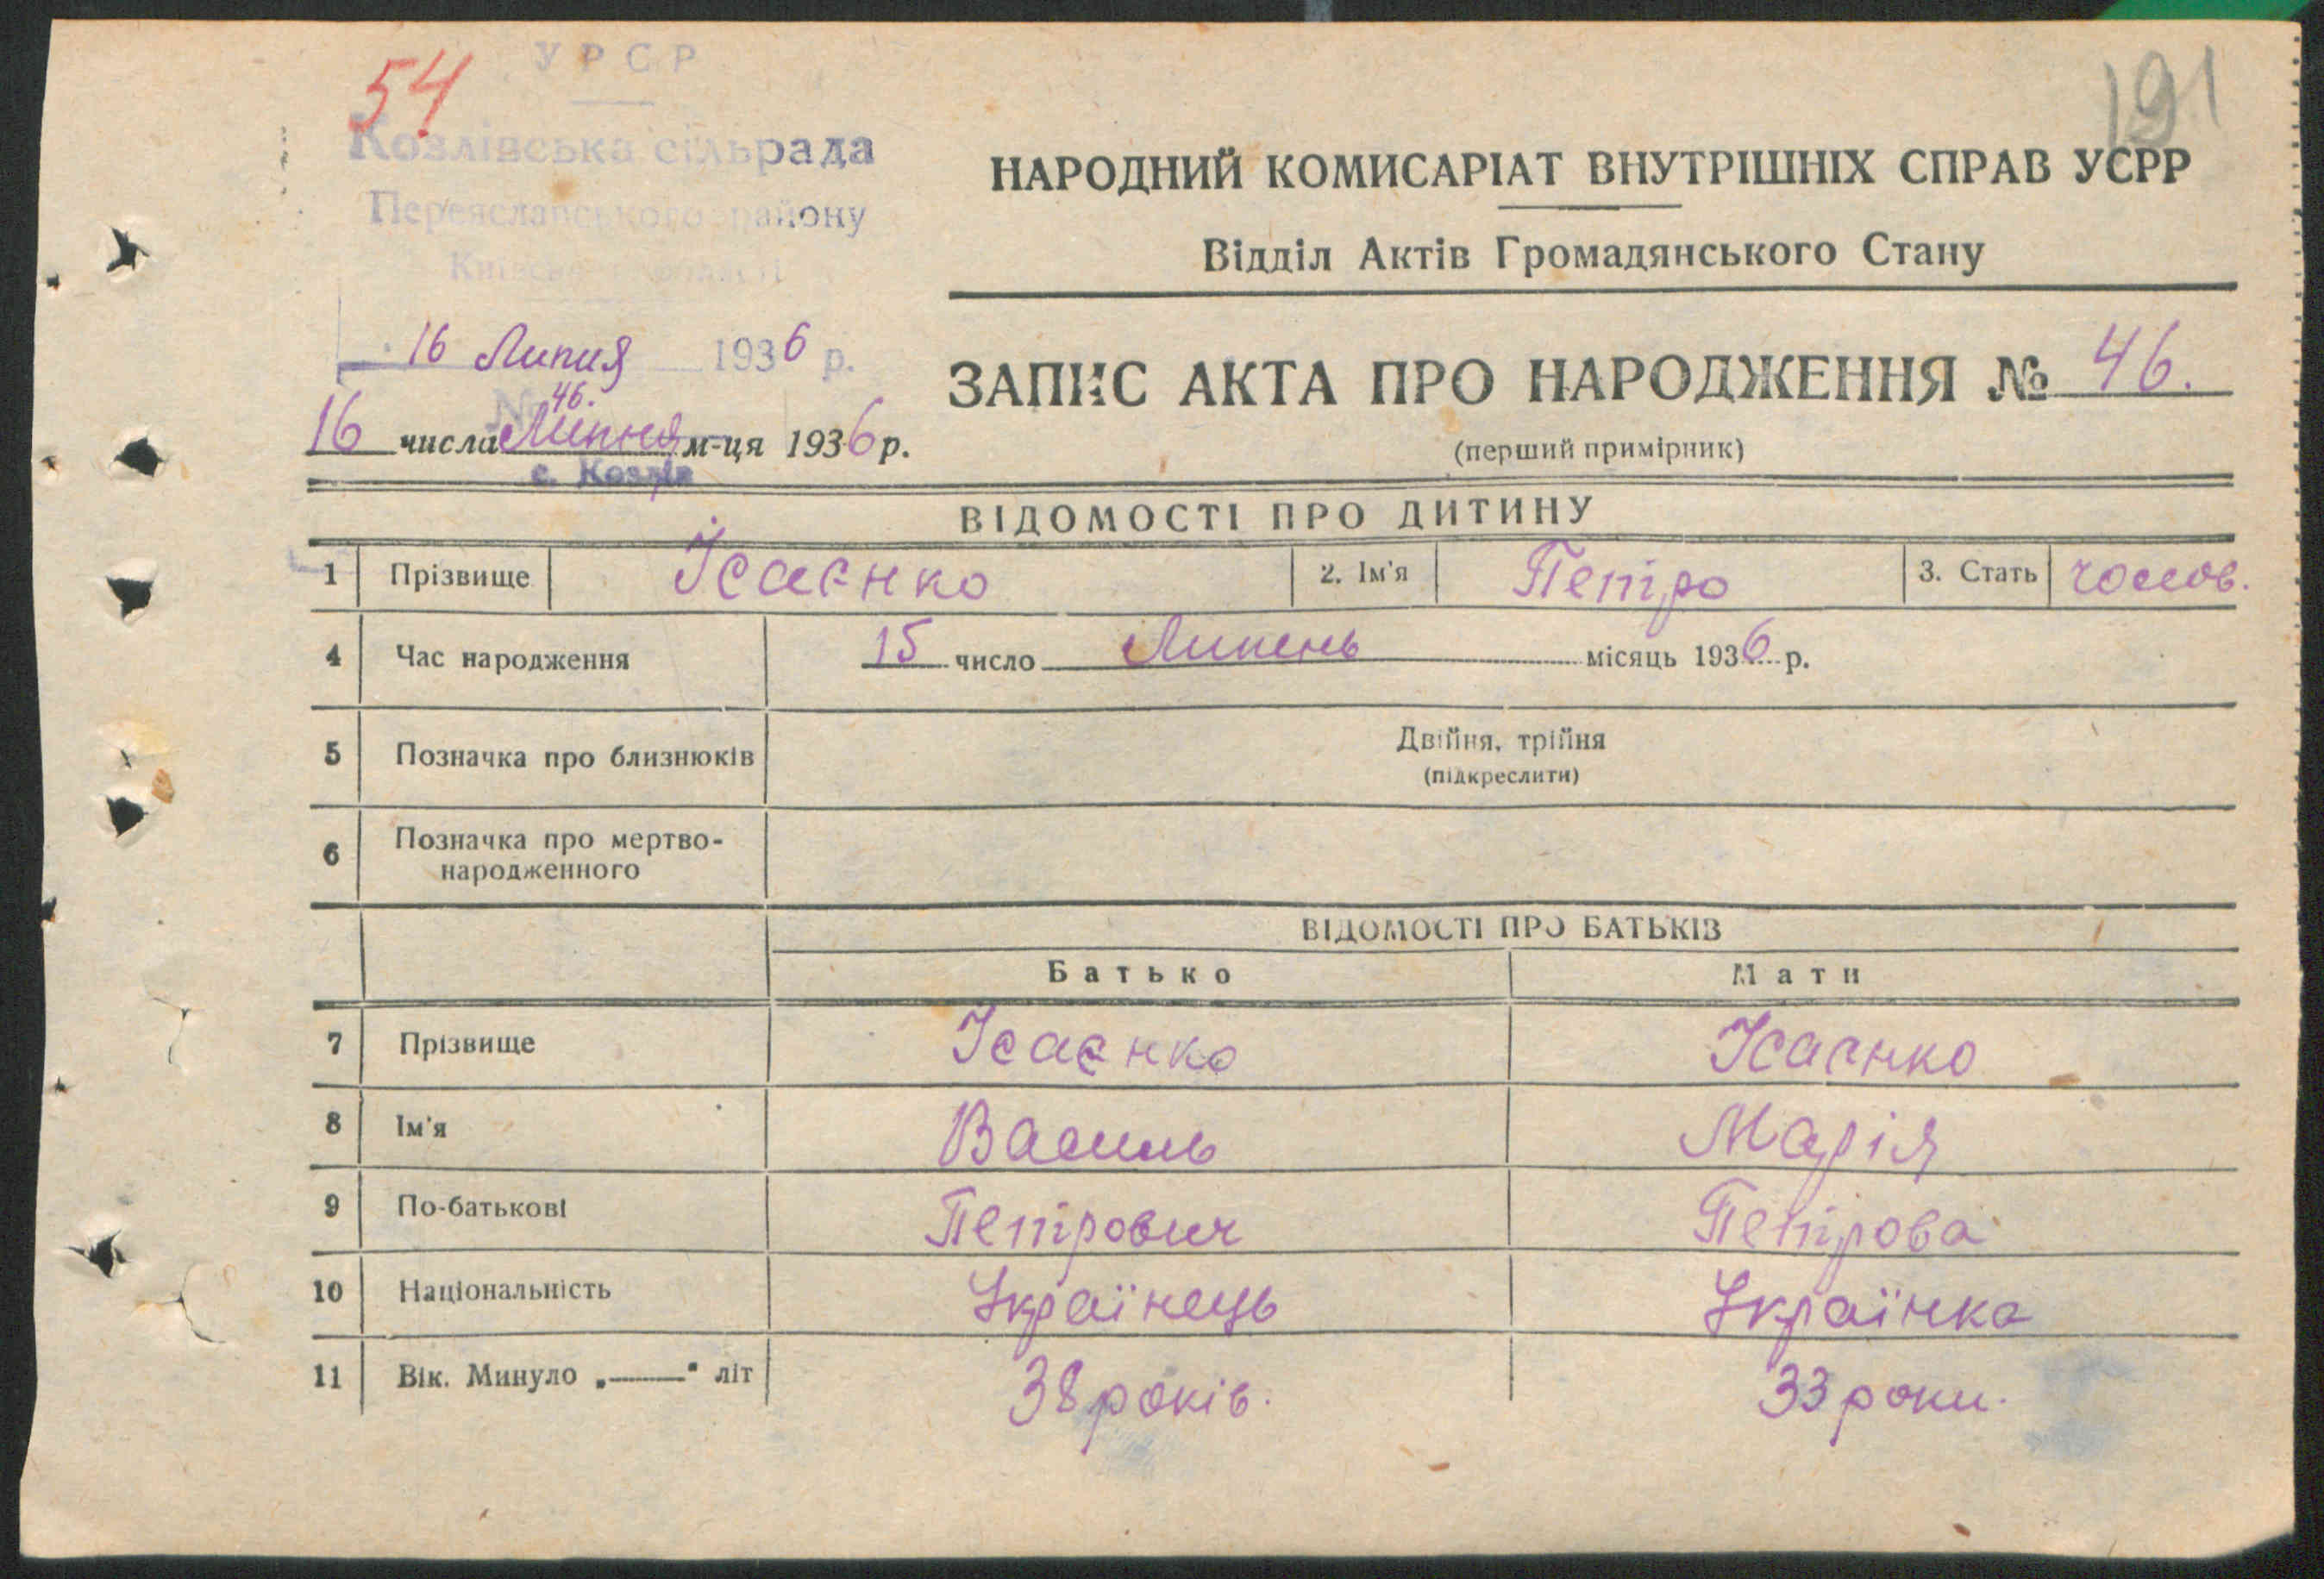 54
191
УРСР
Козлівська сільрада
Переяславського району
Київської області
16 Липня 1936 р.
№ 46.
16 числа Липня м-ця 1936 р.
с. Козлів
НАРОДНИЙ КОМИСАРІАТ ВНУТРІШНІХ СПРАВ УСРР
Відділ Актів Громадянського Стану
ЗАПИС АКТА ПРО НАРОДЖЕННЯ № 46.
(перший примірник)
ВІДОМОСТІ ПРО ДИТИНУ
1 Прізвище Ісаєнко 2. Ім'я Петро 3. Стать чолов.
4 Час народження 15 число Липень місяць 1936 р.
5 Позначка про близнюків Двійня, трійня
(підкреслити)
6 Позначка про мертво-
народженного
ВІДОМОСТІ ПРО БАТЬКІВ
Батько Мати
7 Прізвище Ісаєнко Ісаєнко
8 Ім'я Василь Марія
9 По-батькові Петрович Петрова
10 Національність Українець Українка
11 Вік. Минуло „——“ літ 38 років. 33 роки.